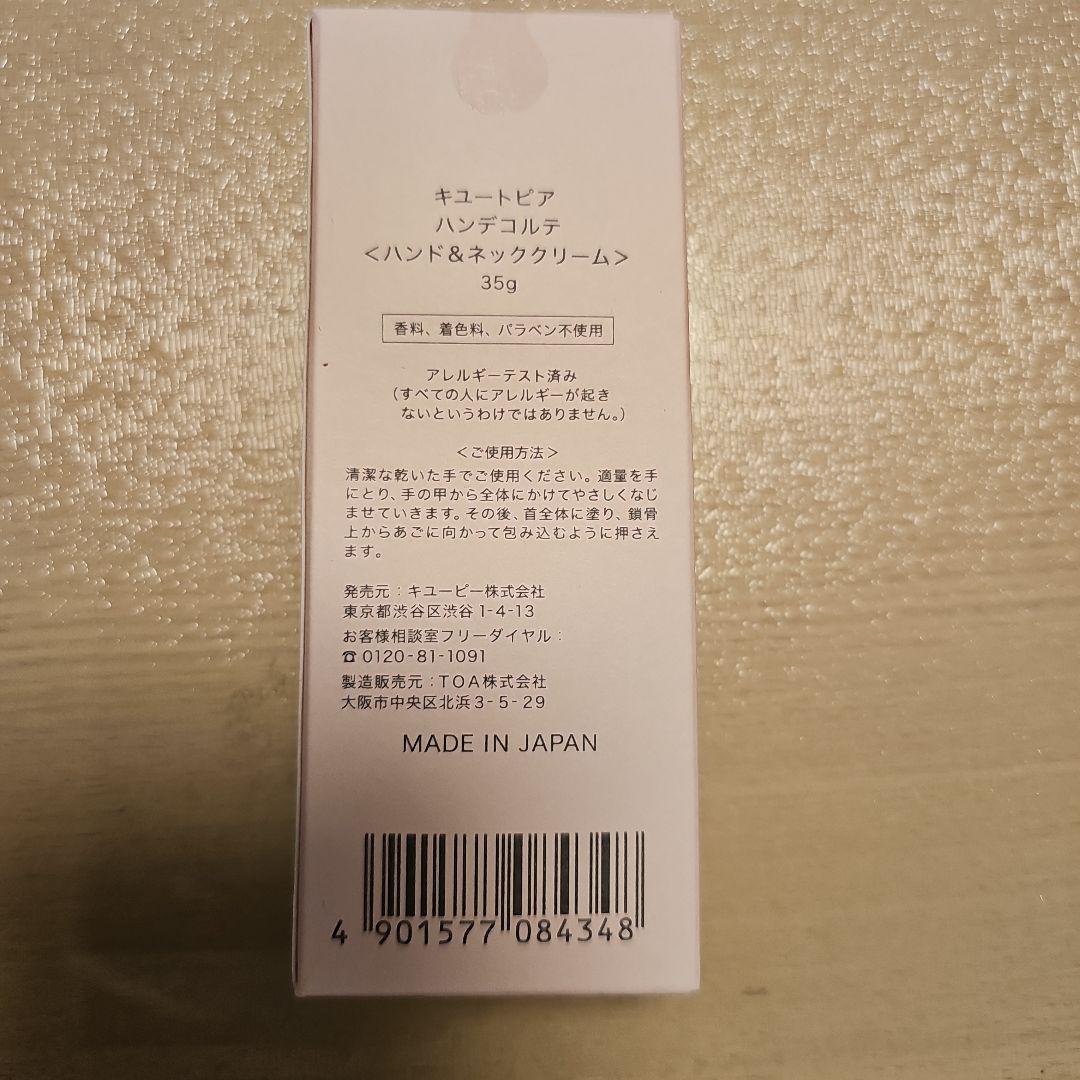 キユートピア
ハンデコルテ
<ハンド&ネッククリーム>
35g
香料、着色料、パラベン不使用
アレルギーテスト済み
(すべての人にアレルギーが起き
ないというわけではありません。)
<ご使用方法>
清潔な乾いた手でご使用ください。適量を手
にとり、手の甲から全体にかけてやさしくなじ
ませていきます。その後、首全体に塗り、鎖骨
上からあごに向かって包み込むように押さえ
ます。
発売元:キユーピー株式会社
東京都渋谷区渋谷1-4-13
お客様相談室フリーダイヤル:
☎0120-81-1091
製造販売元:TOA株式会社
大阪市中央区北浜3-5-29
MADE IN JAPAN
4 901577 084348